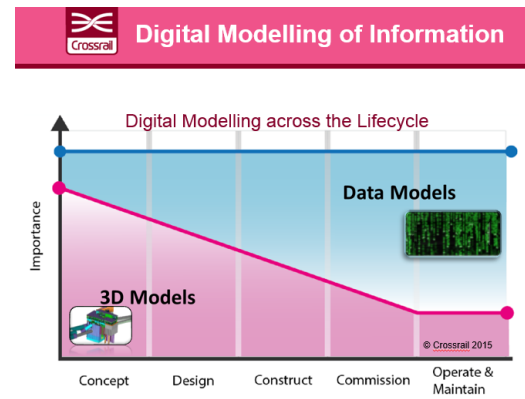 Crossrail
Digital Modelling of Information
Digital Modelling across the Lifecycle
Importance
Data Models
3D Models
© Crossrail 2015
Concept
Design
Construct
Commission
Operate &
Maintain